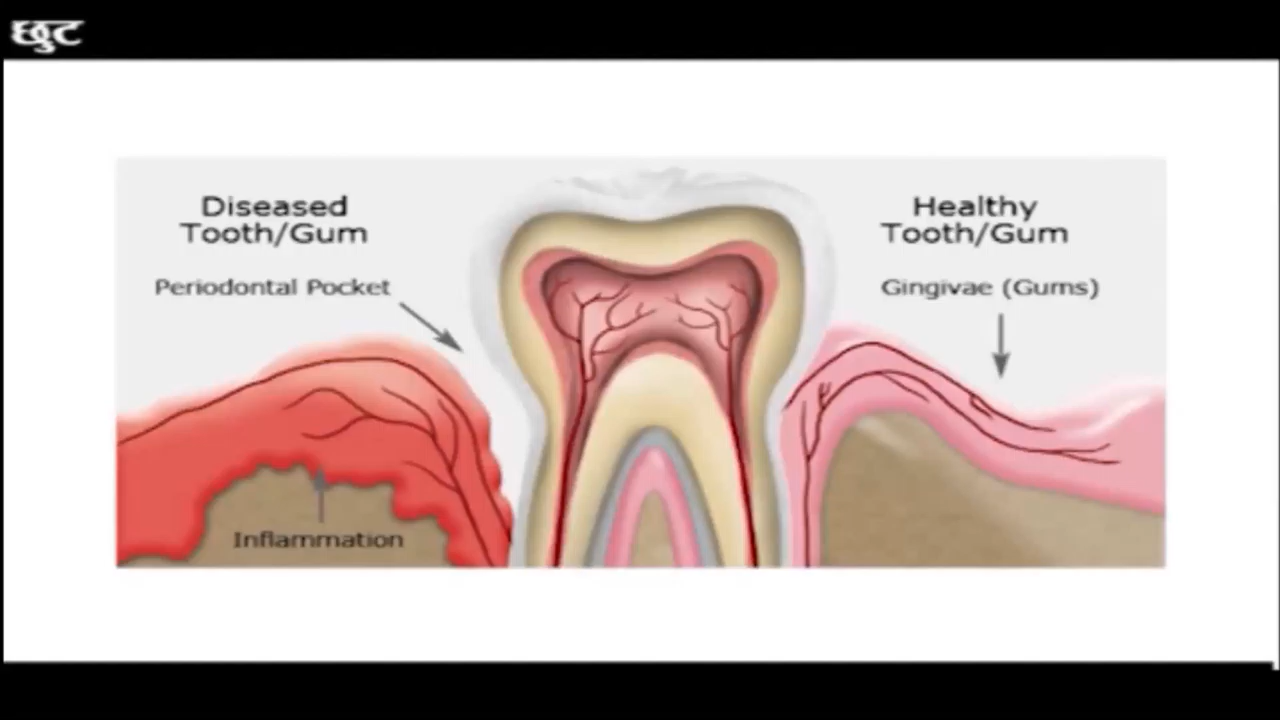 छुट
Diseased
Tooth/Gum
Periodontal Pocket
Inflammation
Healthy
Tooth/Gum
Gingivae (Gums)